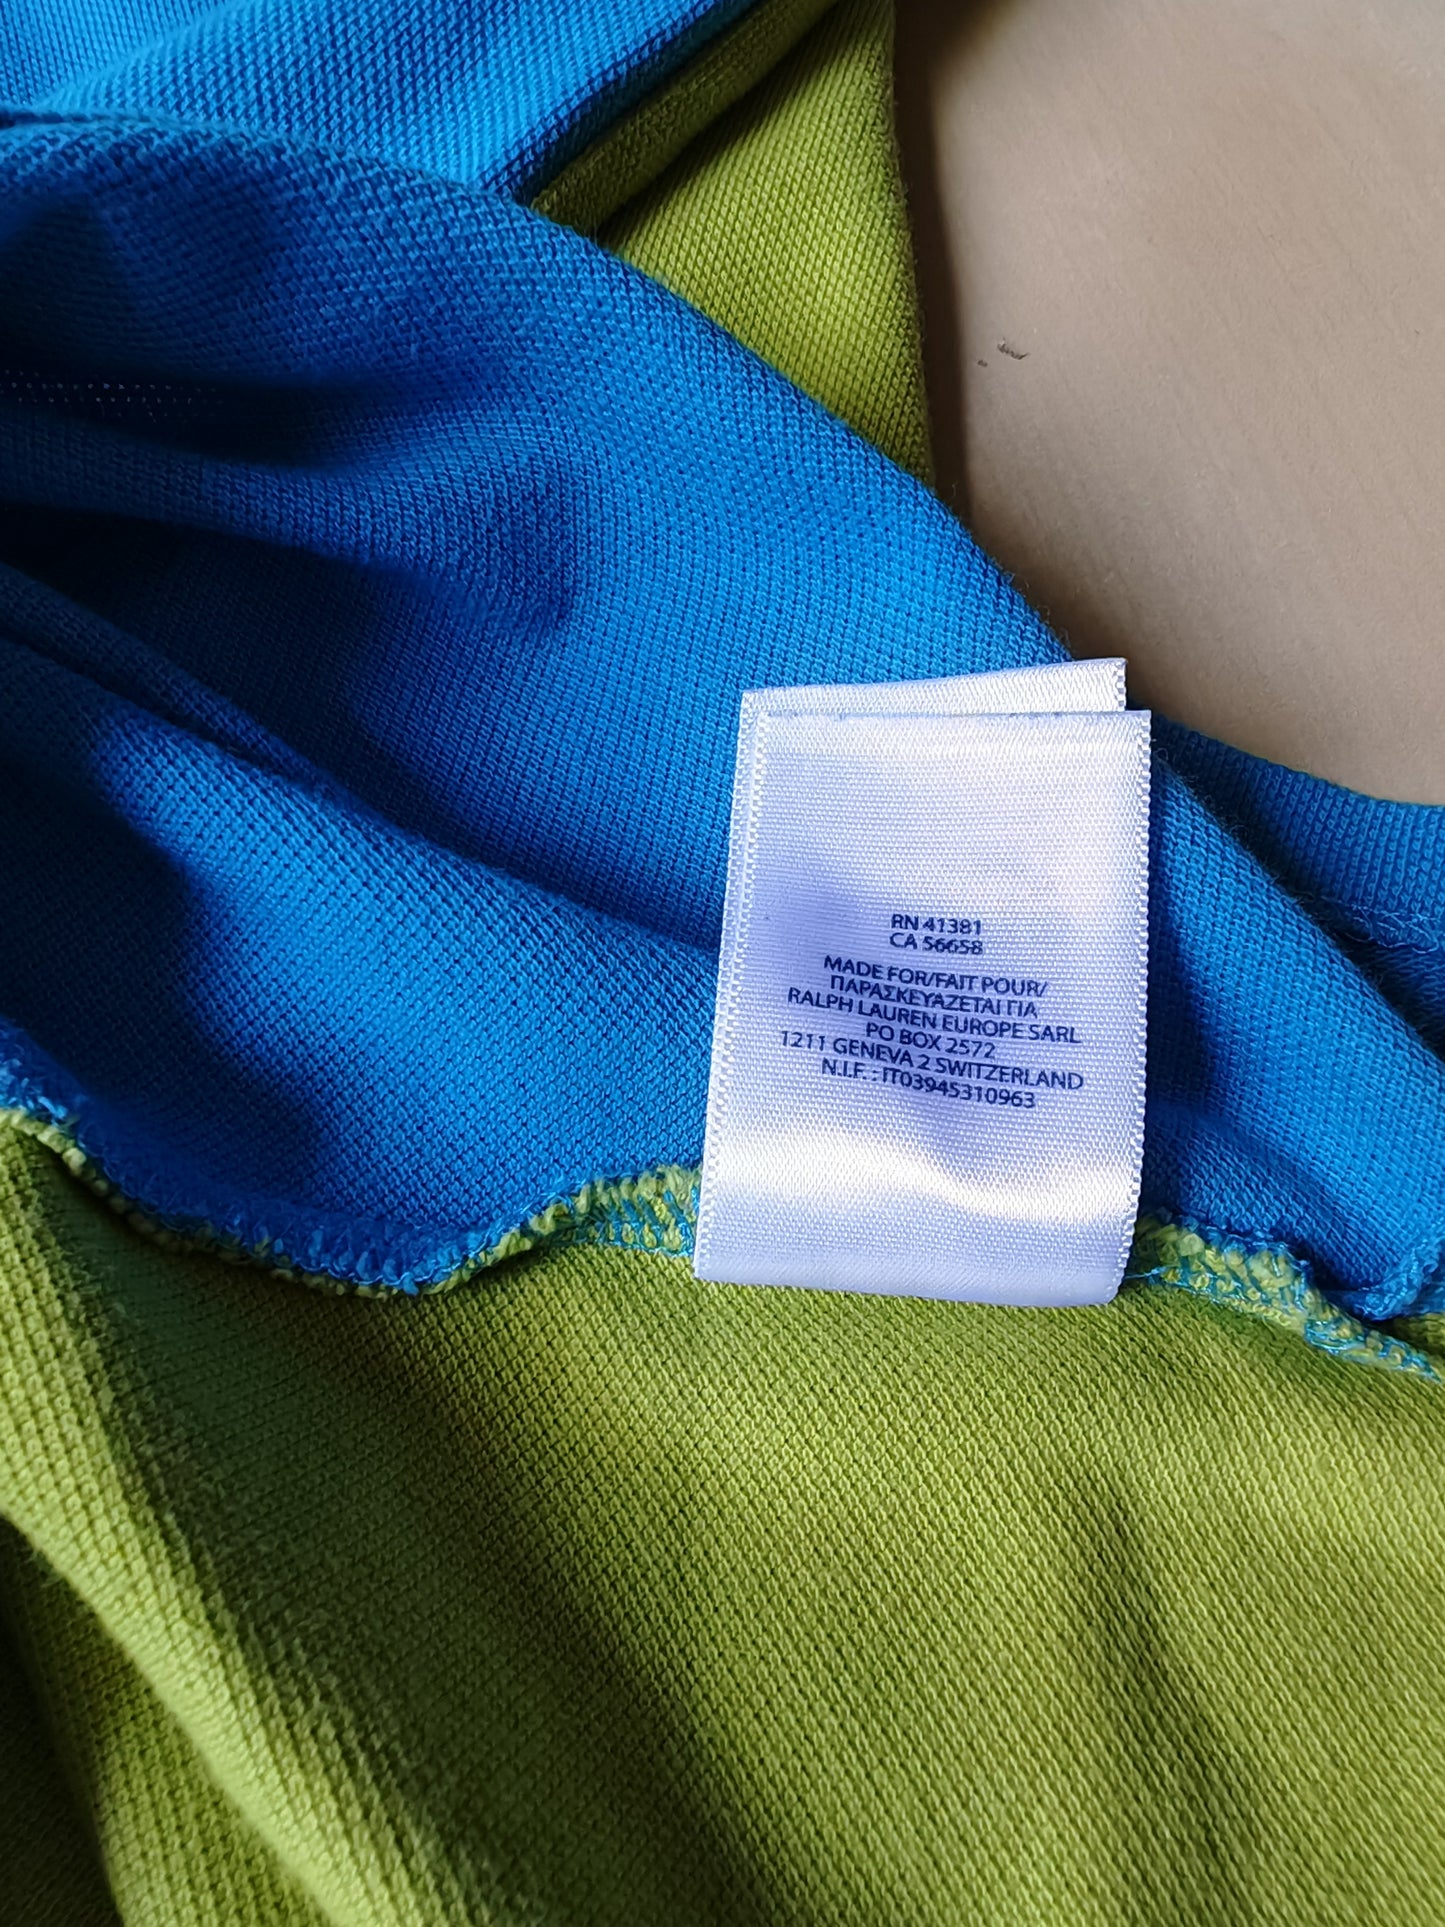 RN 41381
CA 56658
MADE FOR/FAIT POUR/
ΠΑΡΑΣΚΕΥΑΖΕΤΑΙ ΓΙΑ
RALPH LAUREN EUROPE SARL
PO BOX 2572
1211 GENEVA 2 SWITZERLAND
N.I.F. : IT03945310963